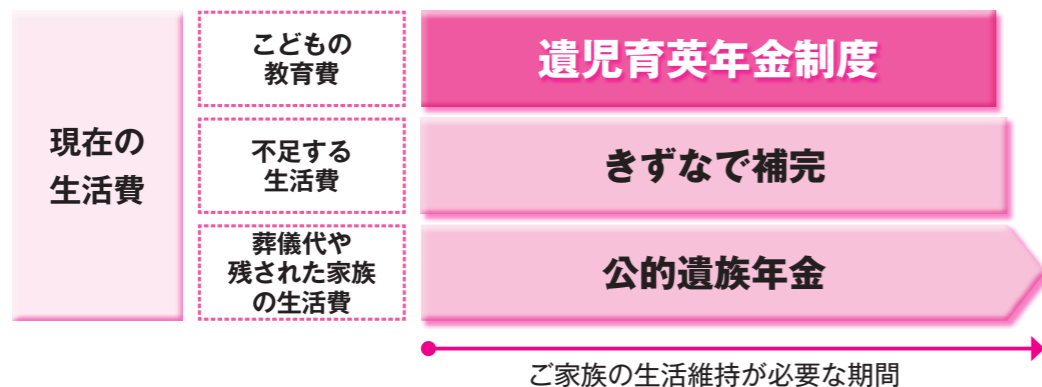 現在の
生活費
こどもの
教育費
遺児育英年金制度
不足する
生活費
きずなで補完
葬儀代や
残された家族
の生活費
公的遺族年金
ご家族の生活維持が必要な期間